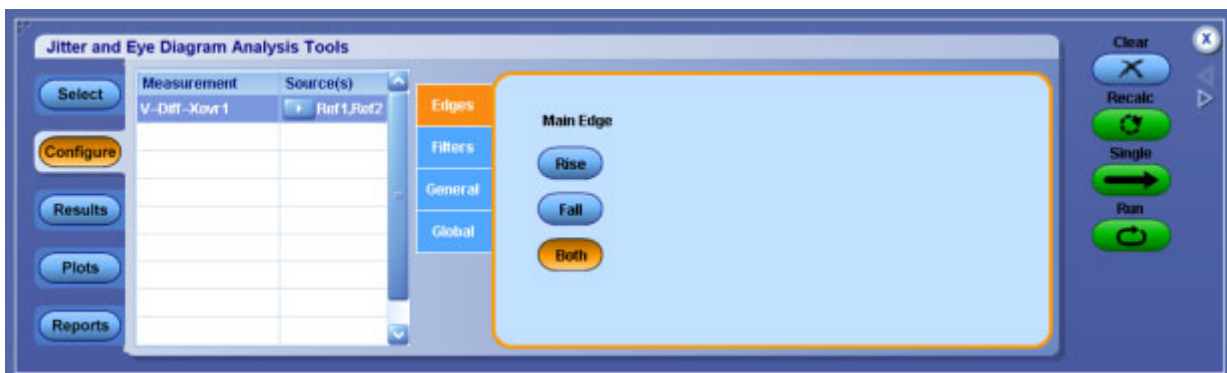 Jitter and Eye Diagram Analysis Tools
Clear
X
Select
Measurement Source(s)
V-Diff-Xovr1 Ref1,Ref2
Edges
Main Edge
Recalc
Configure
Filters
Rise
Single
General
Results
Fall
Run
Global
Both
Plots
Reports